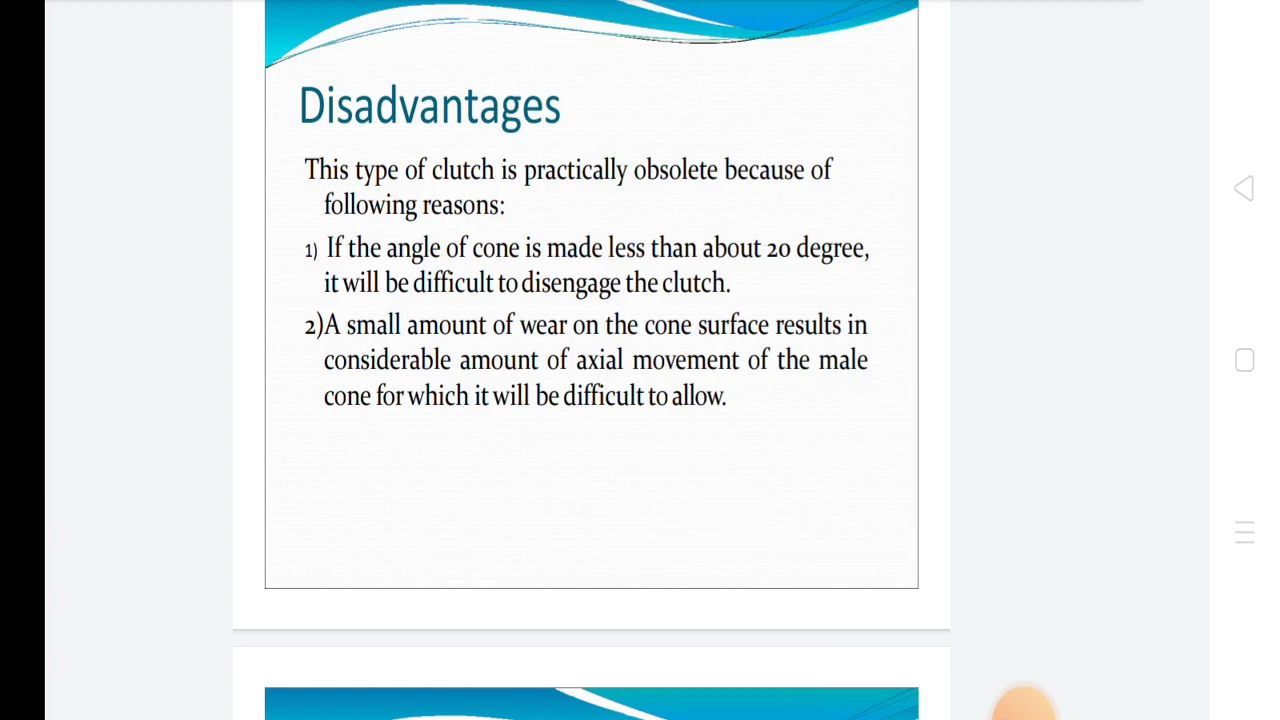 Disadvantages
This type of clutch is practically obsolete because of
following reasons:
1) If the angle of cone is made less than about 20 degree,
it will be difficult to disengage the clutch.
2)A small amount of wear on the cone surface results in
considerable amount of axial movement of the male
cone for which it will be difficult to allow.